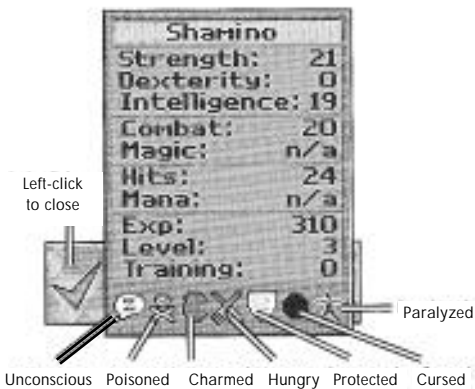 Shamino
Strength: 21
Dexterity: 0
Intelligence: 19
Combat: 20
Magic: n/a
Hits: 24
Mana: n/a
Exp: 310
Level: 3
Training: 0
Left-click
to close
Paralyzed
Unconscious Poisoned Charmed Hungry Protected Cursed